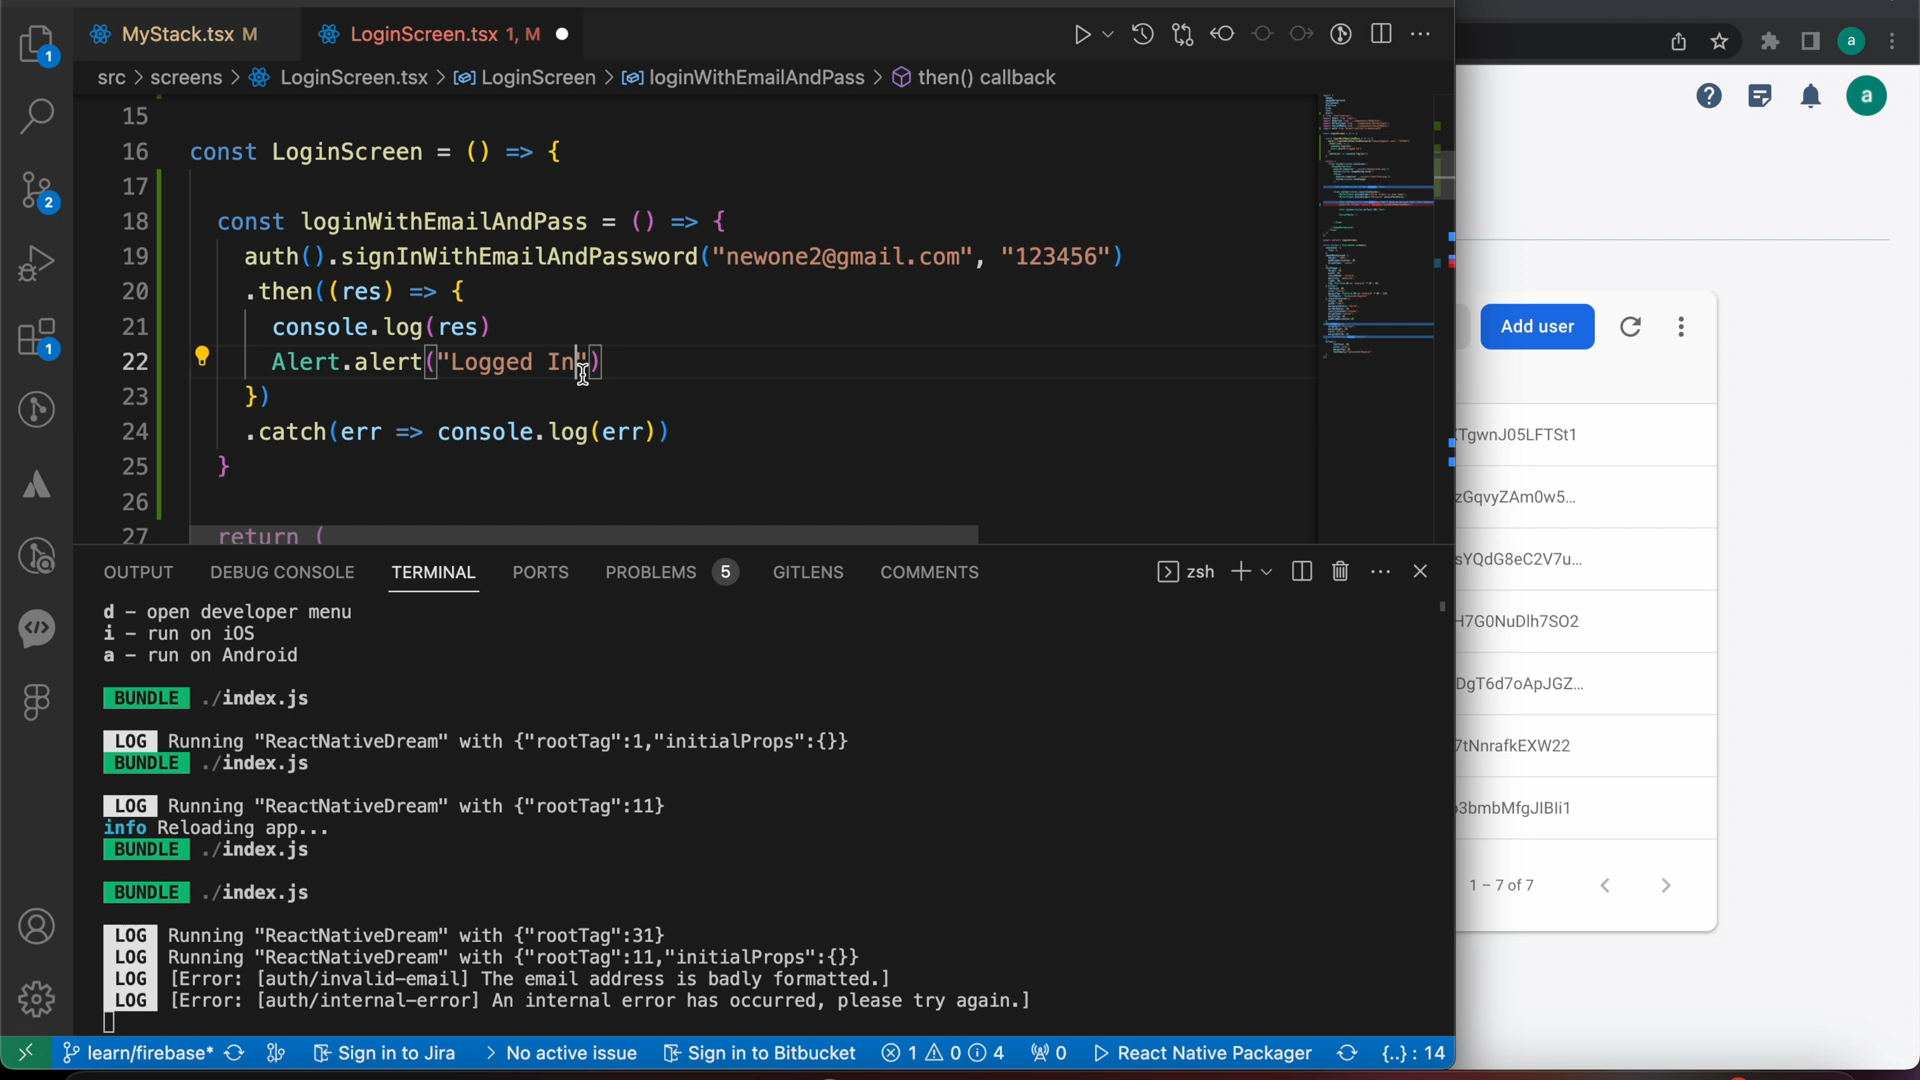 MyStack.tsx M
LoginScreen.tsx 1, M
src > screens > LoginScreen.tsx > LoginScreen > loginWithEmailAndPass > then() callback
15
16 const LoginScreen = () => {
17
18 const loginWithEmailAndPass = () => {
19 auth().signInWithEmailAndPassword("newone2@gmail.com", "123456")
20 .then((res) => {
21 console.log(res)
22 Alert.alert("Logged In")
23 })
24 .catch(err => console.log(err))
25 }
26
27 return (
OUTPUT DEBUG CONSOLE TERMINAL PORTS PROBLEMS 5 GITLENS COMMENTS zsh
d - open developer menu
i - run on iOS
a - run on Android
BUNDLE ./index.js
LOG Running "ReactNativeDream" with {"rootTag":1,"initialProps":{}}
BUNDLE ./index.js
LOG Running "ReactNativeDream" with {"rootTag":11}
info Reloading app...
BUNDLE ./index.js
BUNDLE ./index.js
LOG Running "ReactNativeDream" with {"rootTag":31}
LOG Running "ReactNativeDream" with {"rootTag":11,"initialProps":{}}
LOG [Error: [auth/invalid-email] The email address is badly formatted.]
LOG [Error: [auth/internal-error] An internal error has occurred, please try again.]
learn/firebase* Sign in to Jira No active issue Sign in to Bitbucket 1 0 4 0 React Native Packager {..} : 14
1
2
1
a
a
Add user
TgwnJ05LFTSt1
zGqvyZAm0w5...
sYQdG8eC2V7u...
H7G0NuDlh7SO2
DgT6d7oApJGZ...
7tNnrafkEXW22
1 – 7 of 7